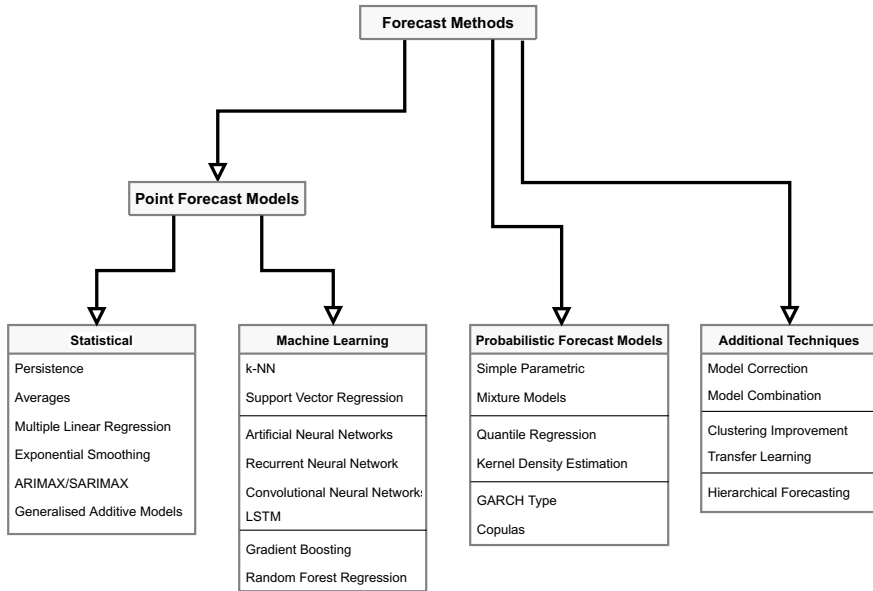 Forecast Methods
Point Forecast Models
Statistical
Persistence
Averages
Multiple Linear Regression
Exponential Smoothing
ARIMAX/SARIMAX
Generalised Additive Models
Machine Learning
k-NN
Support Vector Regression
Artificial Neural Networks
Recurrent Neural Network
Convolutional Neural Networks
LSTM
Gradient Boosting
Random Forest Regression
Probabilistic Forecast Models
Simple Parametric
Mixture Models
Quantile Regression
Kernel Density Estimation
GARCH Type
Copulas
Additional Techniques
Model Correction
Model Combination
Clustering Improvement
Transfer Learning
Hierarchical Forecasting